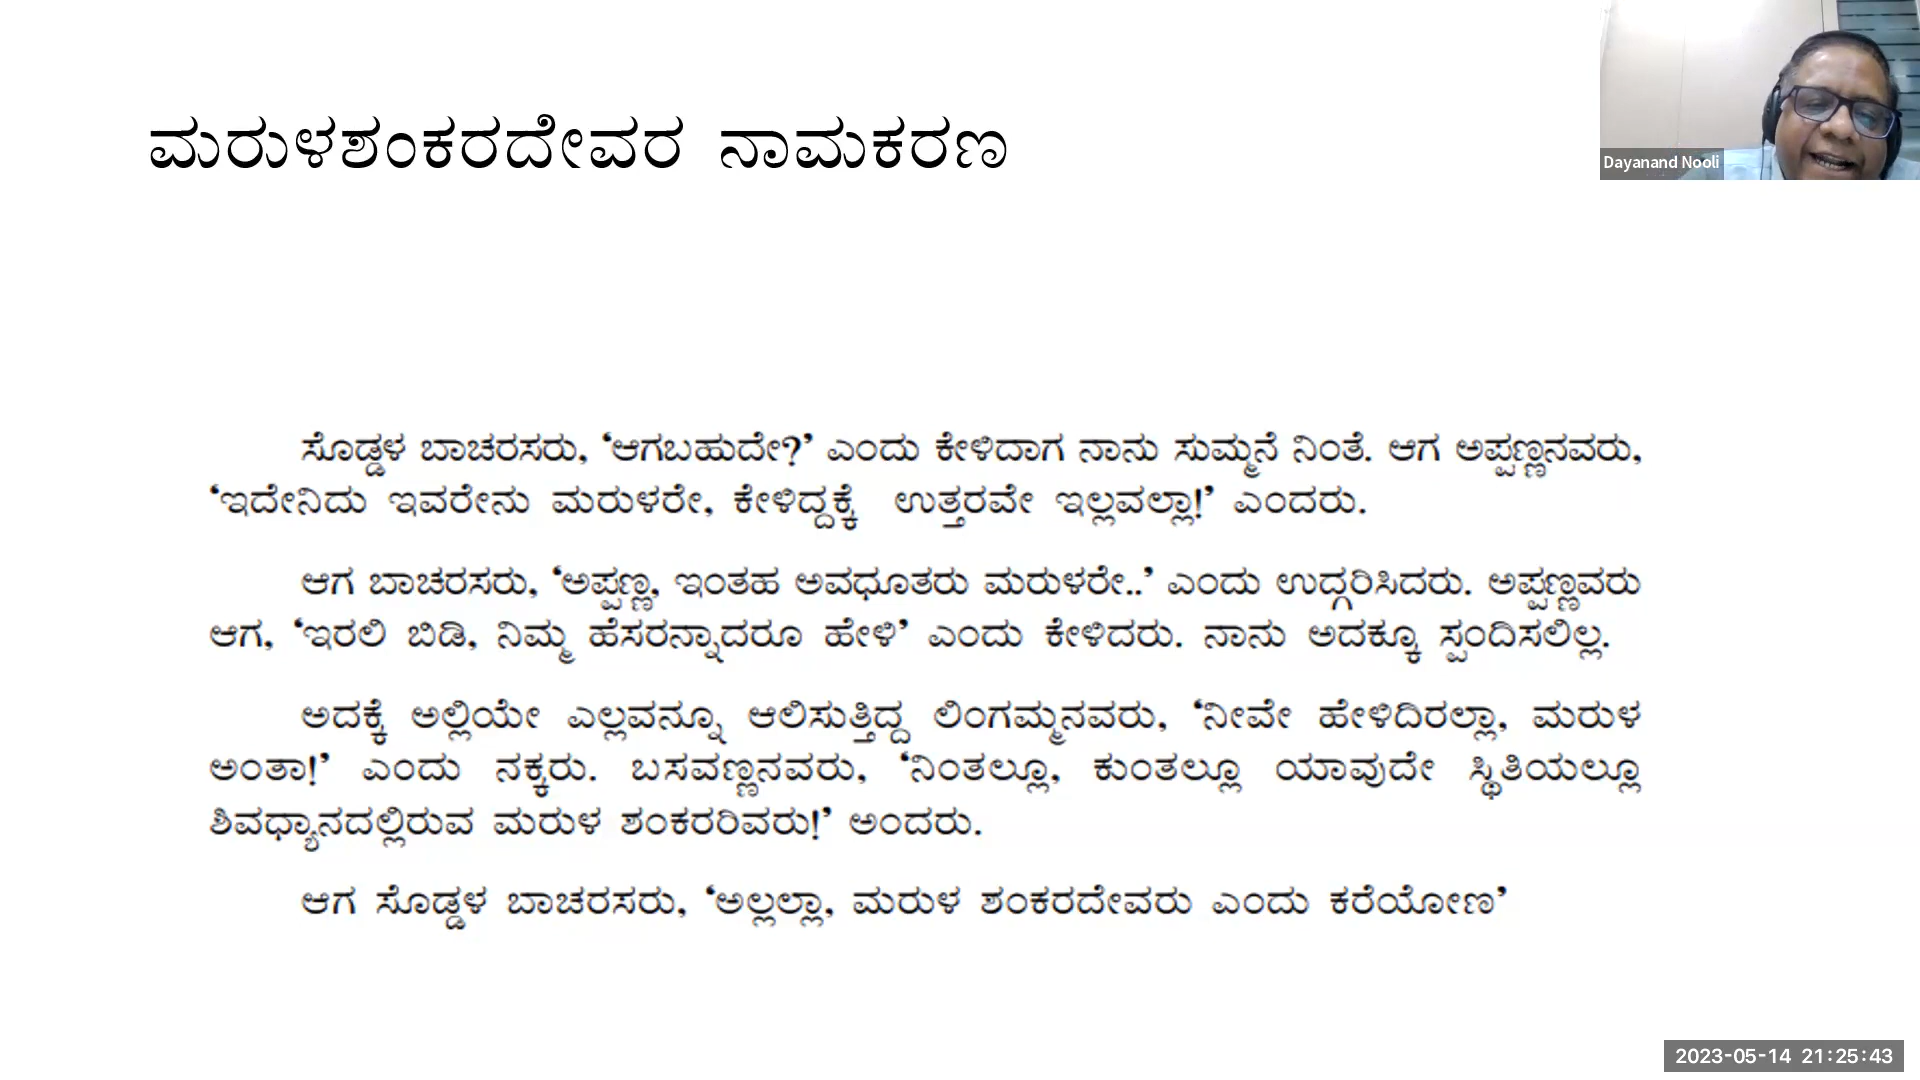 ಮರುಳಶಂಕರದೇವರ ನಾಮಕರಣ
Dayanand Nooli
ಸೊಡ್ಡಳ ಬಾಚರಸರು, ‘ಆಗಬಹುದೇ?’ ಎಂದು ಕೇಳಿದಾಗ ನಾನು ಸುಮ್ಮನೆ ನಿಂತೆ. ಆಗ ಅಪ್ಪಣ್ಣನವರು,
‘ಇದೇನಿದು ಇವರೇನು ಮರುಳರೇ, ಕೇಳಿದ್ದಕ್ಕೆ ಉತ್ತರವೇ ಇಲ್ಲವಲ್ಲಾ!’ ಎಂದರು.
ಆಗ ಬಾಚರಸರು, ‘ಅಪ್ಪಣ್ಣ, ಇಂತಹ ಅವಧೂತರು ಮರುಳರೇ..’ ಎಂದು ಉದ್ಗರಿಸಿದರು. ಅಪ್ಪಣ್ಣವರು
ಆಗ, ‘ಇರಲಿ ಬಿಡಿ, ನಿಮ್ಮ ಹೆಸರನ್ನಾದರೂ ಹೇಳಿ’ ಎಂದು ಕೇಳಿದರು. ನಾನು ಅದಕ್ಕೂ ಸ್ಪಂದಿಸಲಿಲ್ಲ.
ಅದಕ್ಕೆ ಅಲ್ಲಿಯೇ ಎಲ್ಲವನ್ನೂ ಆಲಿಸುತ್ತಿದ್ದ ಲಿಂಗಮ್ಮನವರು, ‘ನೀವೇ ಹೇಳಿದಿರಲ್ಲಾ, ಮರುಳ
ಅಂತಾ!’ ಎಂದು ನಕ್ಕರು. ಬಸವಣ್ಣನವರು, ‘ನಿಂತಲ್ಲೂ, ಕುಂತಲ್ಲೂ ಯಾವುದೇ ಸ್ಥಿತಿಯಲ್ಲೂ
ಶಿವಧ್ಯಾನದಲ್ಲಿರುವ ಮರುಳ ಶಂಕರರಿವರು!’ ಅಂದರು.
ಆಗ ಸೊಡ್ಡಳ ಬಾಚರಸರು, ‘ಅಲ್ಲಲ್ಲಾ, ಮರುಳ ಶಂಕರದೇವರು ಎಂದು ಕರೆಯೋಣ’
2023-05-14 21:25:43